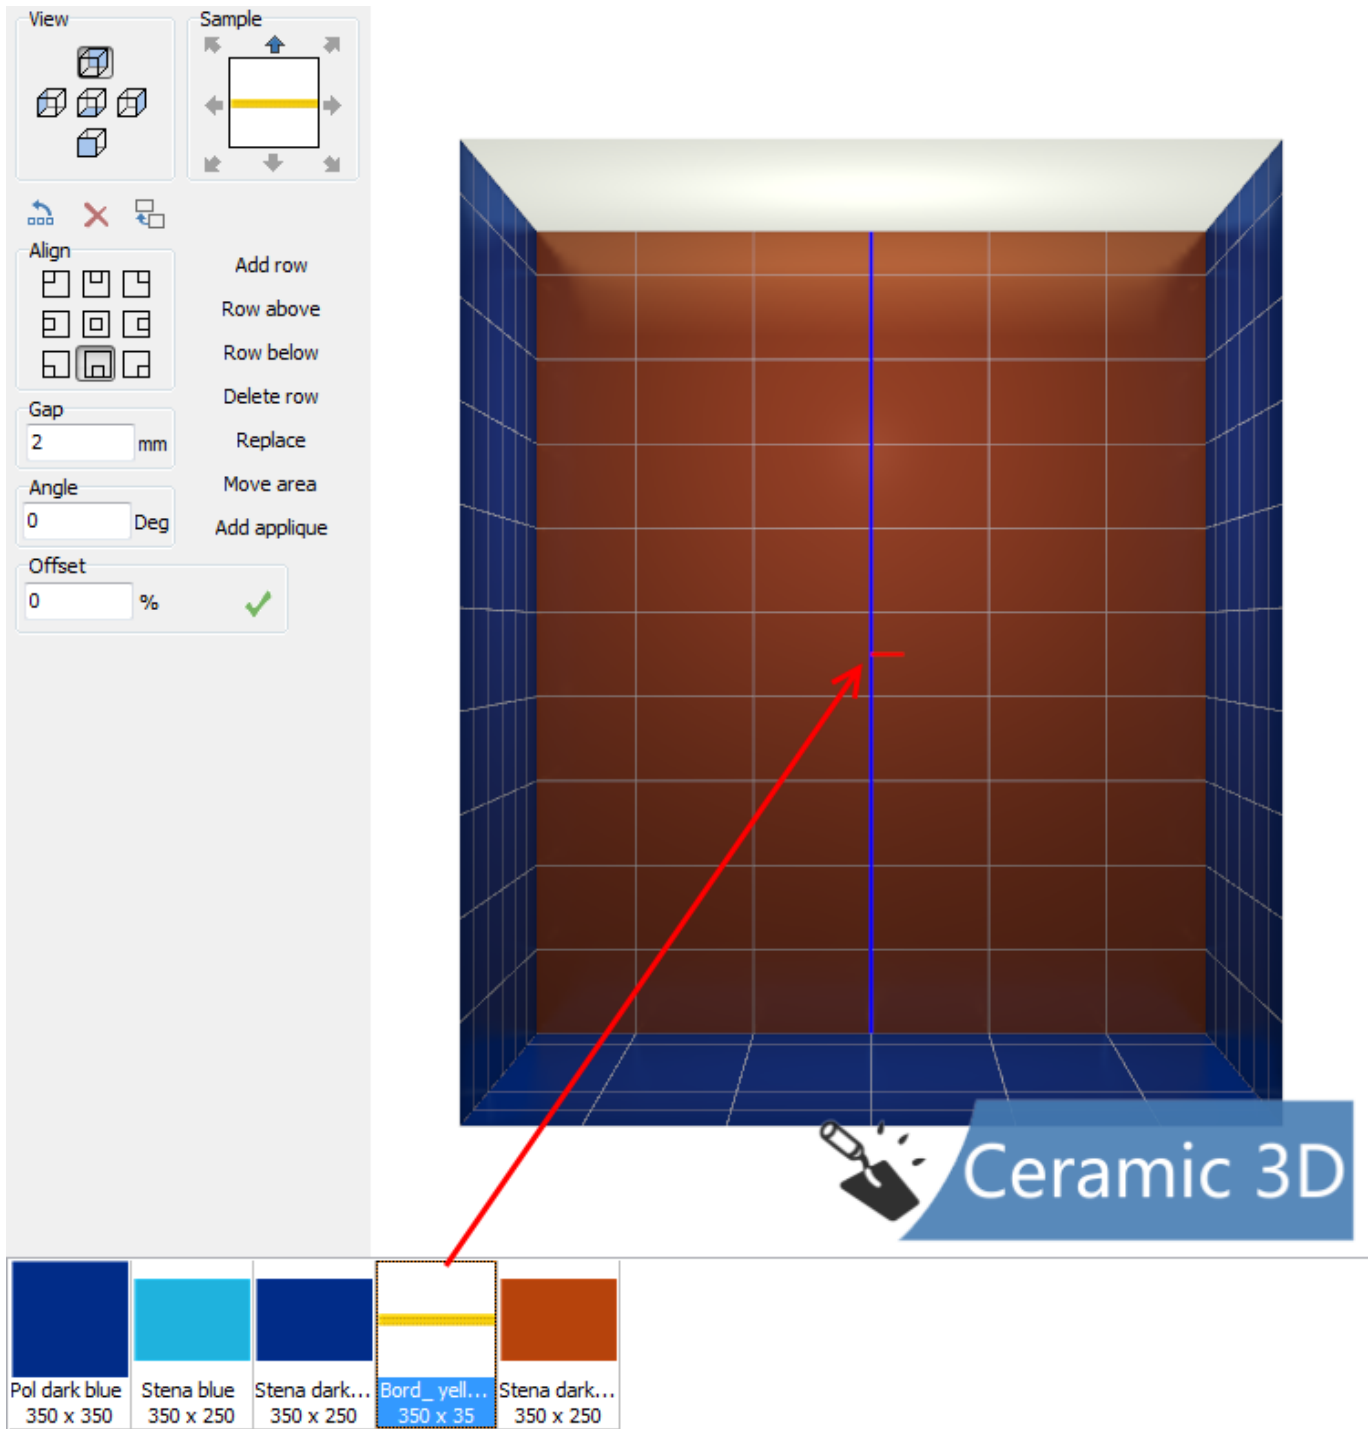 View
Sample
Align
Add row
Row above
Row below
Delete row
Gap
2 mm
Replace
Angle
Move area
0 Deg
Add applique
Offset
0 %
Ceramic 3D
Pol dark blue
350 x 350
Stena blue
350 x 250
Stena dark...
350 x 250
Bord_ yell...
350 x 35
Stena dark...
350 x 250